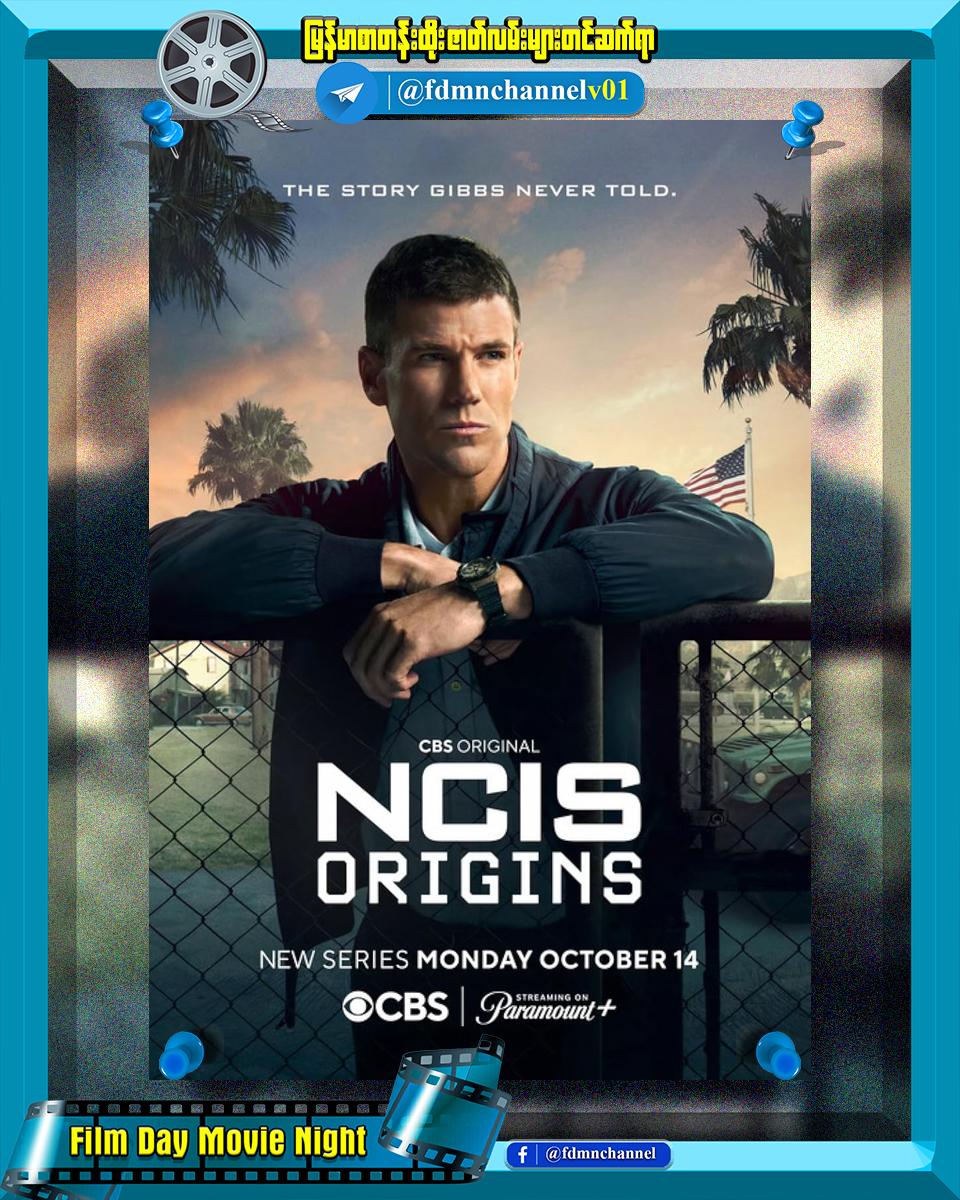 မြန်မာစာတန်းထိုးဇာတ်လမ်းများတင်ဆက်ရာ
@fdmnchannelv01
THE STORY GIBBS NEVER TOLD.
CBS ORIGINAL
NCIS
ORIGINS
NEW SERIES MONDAY OCTOBER 14
CBS | STREAMING ON Paramount+
Film Day Movie Night
f | @fdmnchannel